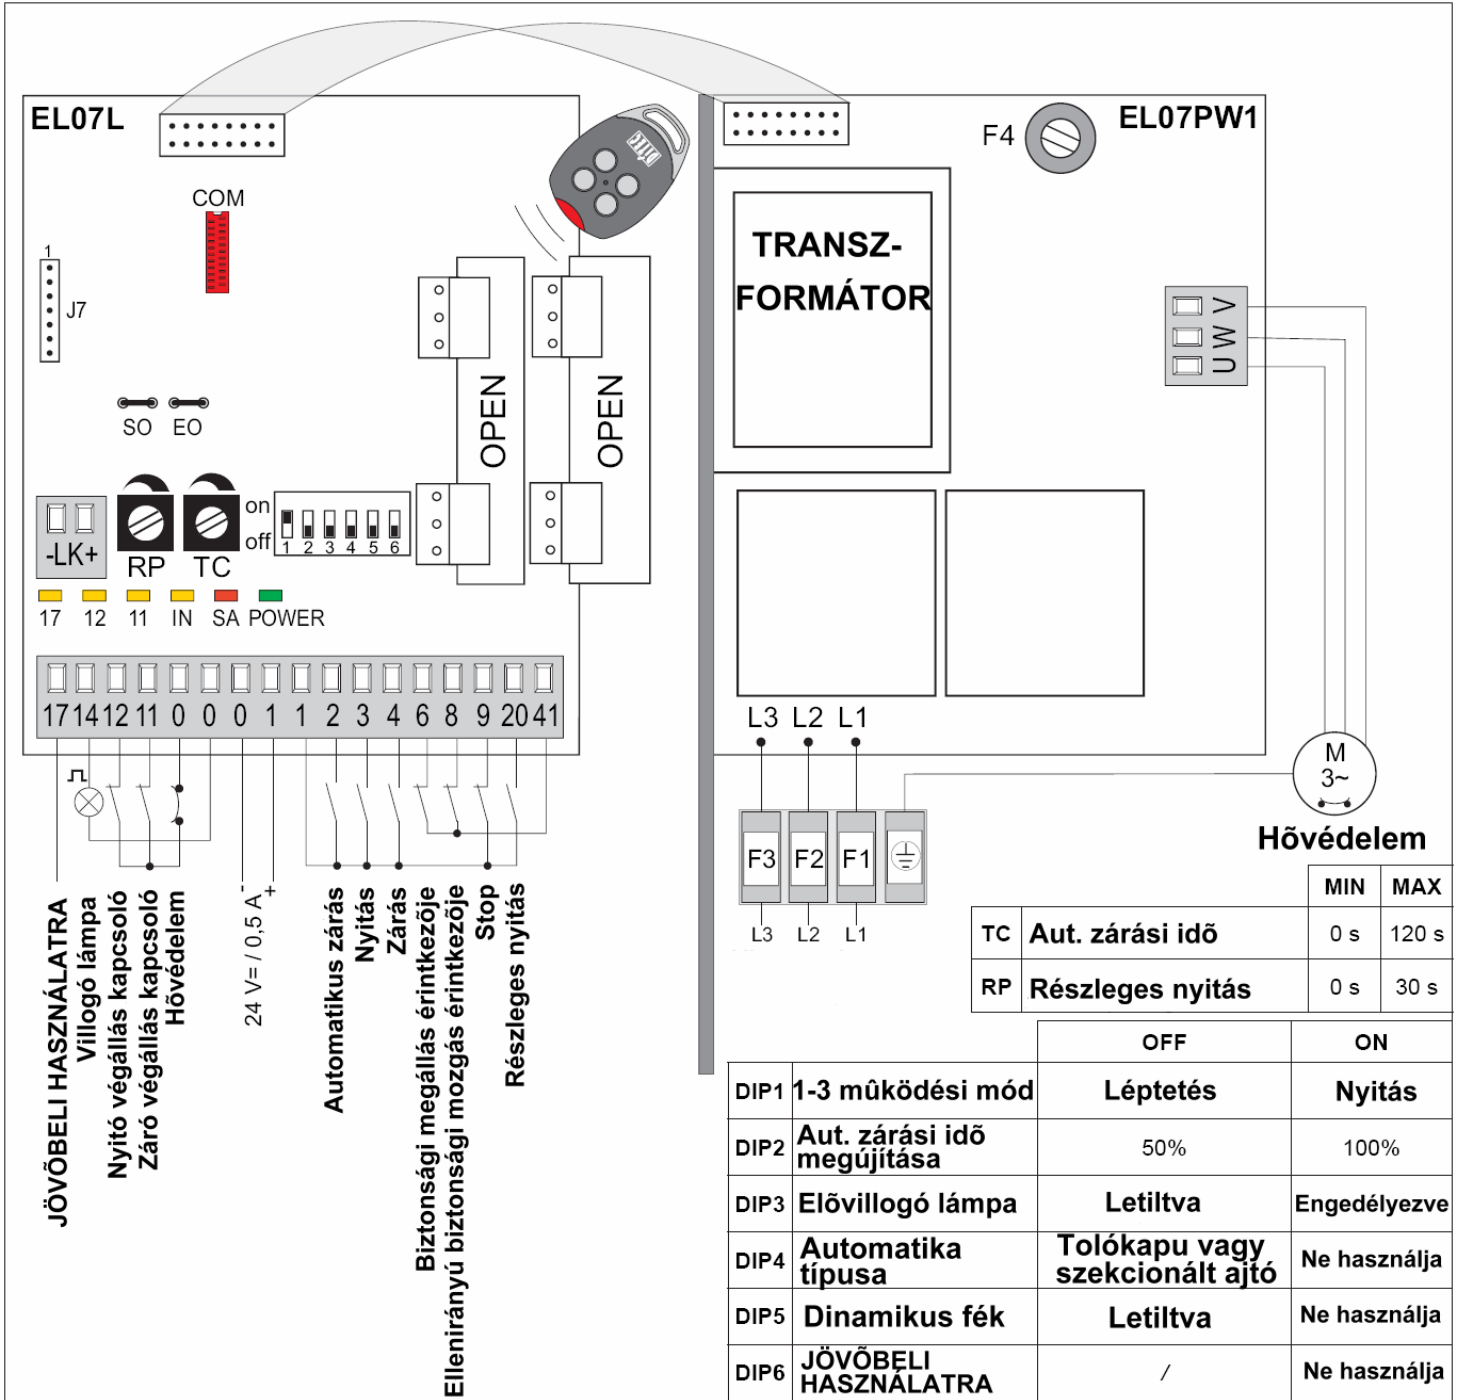 EL07L
EL07PW1
F4
Ditec
COM
1
J7
TRANSZ-
FORMÁTOR
V
W
U
SO EO
OPEN
OPEN
on
off
1 2 3 4 5 6
-LK+
RP TC
17 12 11 IN SA POWER
17 14 12 11 0 0 0 1 1 2 3 4 6 8 9 20 41
L3 L2 L1
M
3~
F3 F2 F1
Hõvédelem
L3 L2 L1
JÖVÕBELI HASZNÁLATRA
Villogó lámpa
Nyitó végállás kapcsoló
Záró végállás kapcsoló
Hõvédelem
24 V= / 0,5 A
- +
Automatikus zárás
Nyitás
Zárás
Biztonsági megállás érintkezője
Ellenirányú biztonsági mozgás érintkezője
Stop
Részleges nyitás
MIN MAX
TC Aut. zárási idõ 0 s 120 s
RP Részleges nyitás 0 s 30 s
OFF ON
DIP1 1-3 mûködési mód Léptetés Nyitás
DIP2 Aut. zárási idõ
megújítása 50% 100%
DIP3 Elõvillogó lámpa Letiltva Engedélyezve
DIP4 Automatika
típusa Tolókapu vagy
szekcionált ajtó Ne használja
DIP5 Dinamikus fék Letiltva Ne használja
DIP6 JÖVÕBELI
HASZNÁLATRA / Ne használja